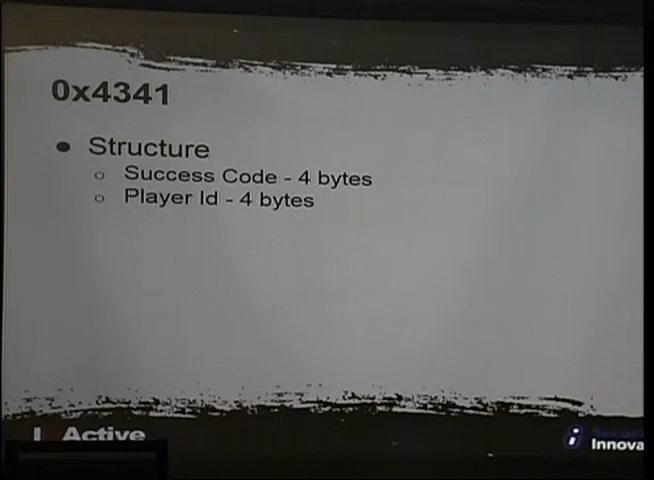 0x4341
● Structure
○ Success Code - 4 bytes
○ Player Id - 4 bytes
Active
Innova